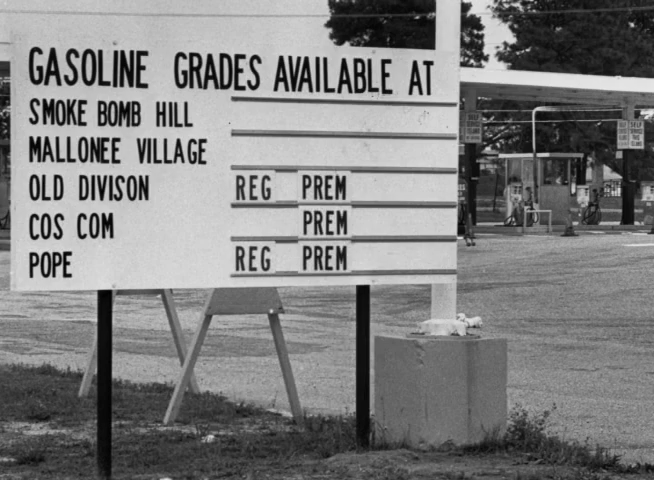 GASOLINE GRADES AVAILABLE AT
SMOKE BOMB HILL
MALLONEE VILLAGE
OLD DIVISON REG PREM
COS COM PREM
POPE REG PREM
SELF